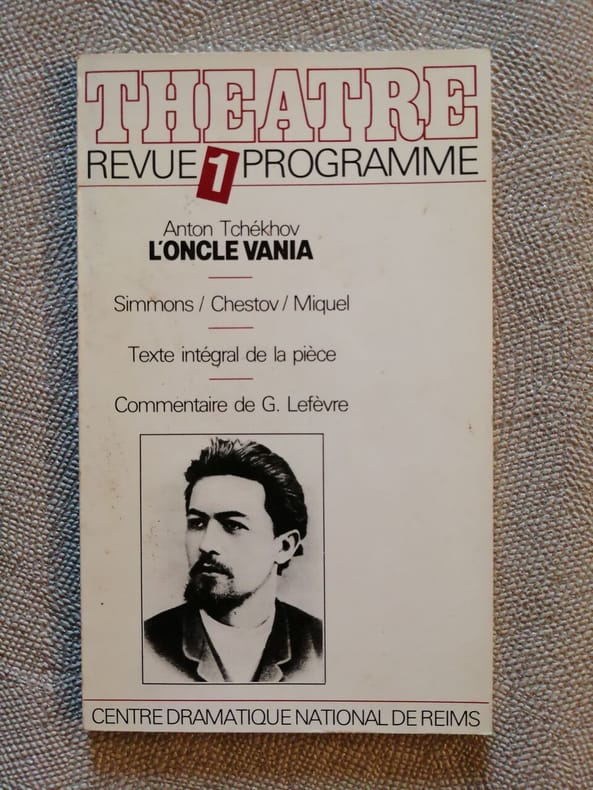 THEATRE
REVUE 1 PROGRAMME
Anton Tchékhov
L'ONCLE VANIA
Simmons / Chestov / Miquel
Texte intégral de la pièce
Commentaire de G. Lefèvre
CENTRE DRAMATIQUE NATIONAL DE REIMS